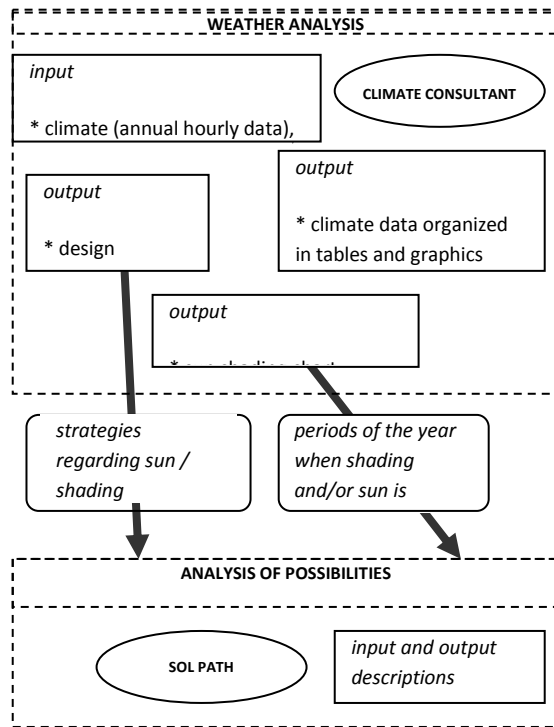 WEATHER ANALYSIS
input
* climate (annual hourly data),
CLIMATE CONSULTANT
output
* design
output
* climate data organized
in tables and graphics
output
strategies
regarding sun /
shading
periods of the year
when shading
and/or sun is
ANALYSIS OF POSSIBILITIES
SOL PATH
input and output
descriptions